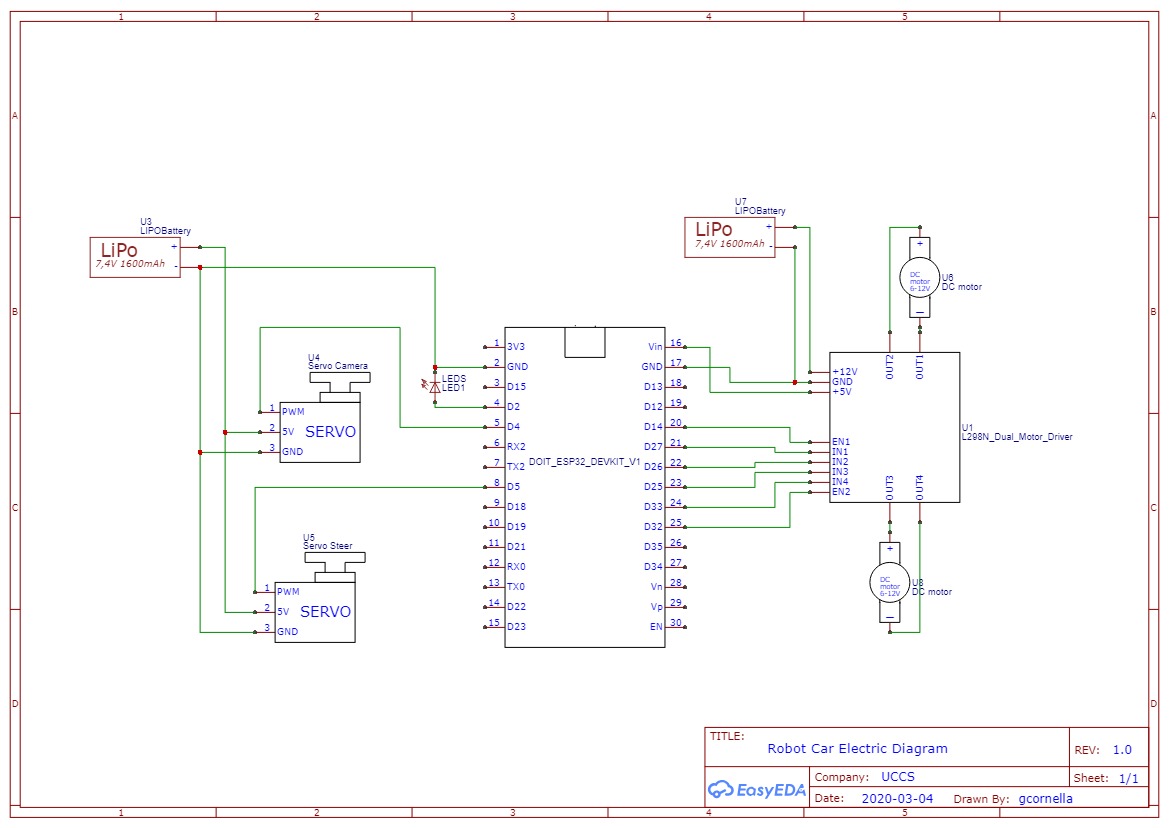 1 2 3 4 5
A A
B B
C C
D D
1 2 3 4 5
U3
LIPOBattery
LiPo +
7,4V 1600mAh -
U7
LIPOBattery
LiPo +
7,4V 1600mAh -
U4
Servo Camera
1 PWM
2 5V SERVO
3 GND
U5
Servo Steer
1 PWM
2 5V SERVO
3 GND
LEDS
LED1
DOIT_ESP32_DEVKIT_V1
1 3V3
2 GND
3 D15
4 D2
5 D4
6 RX2
7 TX2
8 D5
9 D18
10 D19
11 D21
12 RX0
13 TX0
14 D22
15 D23
Vin 16
GND 17
D13 18
D12 19
D14 20
D27 21
D26 22
D25 23
D33 24
D32 25
D35 26
D34 27
Vn 28
Vp 29
EN 30
+
DC
motor
6-12V
U6
DC motor
OUT2 OUT1
+12V
GND
+5V
EN1
IN1
IN2
IN3
IN4
EN2
OUT3 OUT4
U1
L298N_Dual_Motor_Driver
+
DC
motor
6-12V
DC motor
TITLE:
Robot Car Electric Diagram
REV: 1.0
EasyEDA
Company: UCCS
Sheet: 1/1
Date: 2020-03-04 Drawn By: gcornella